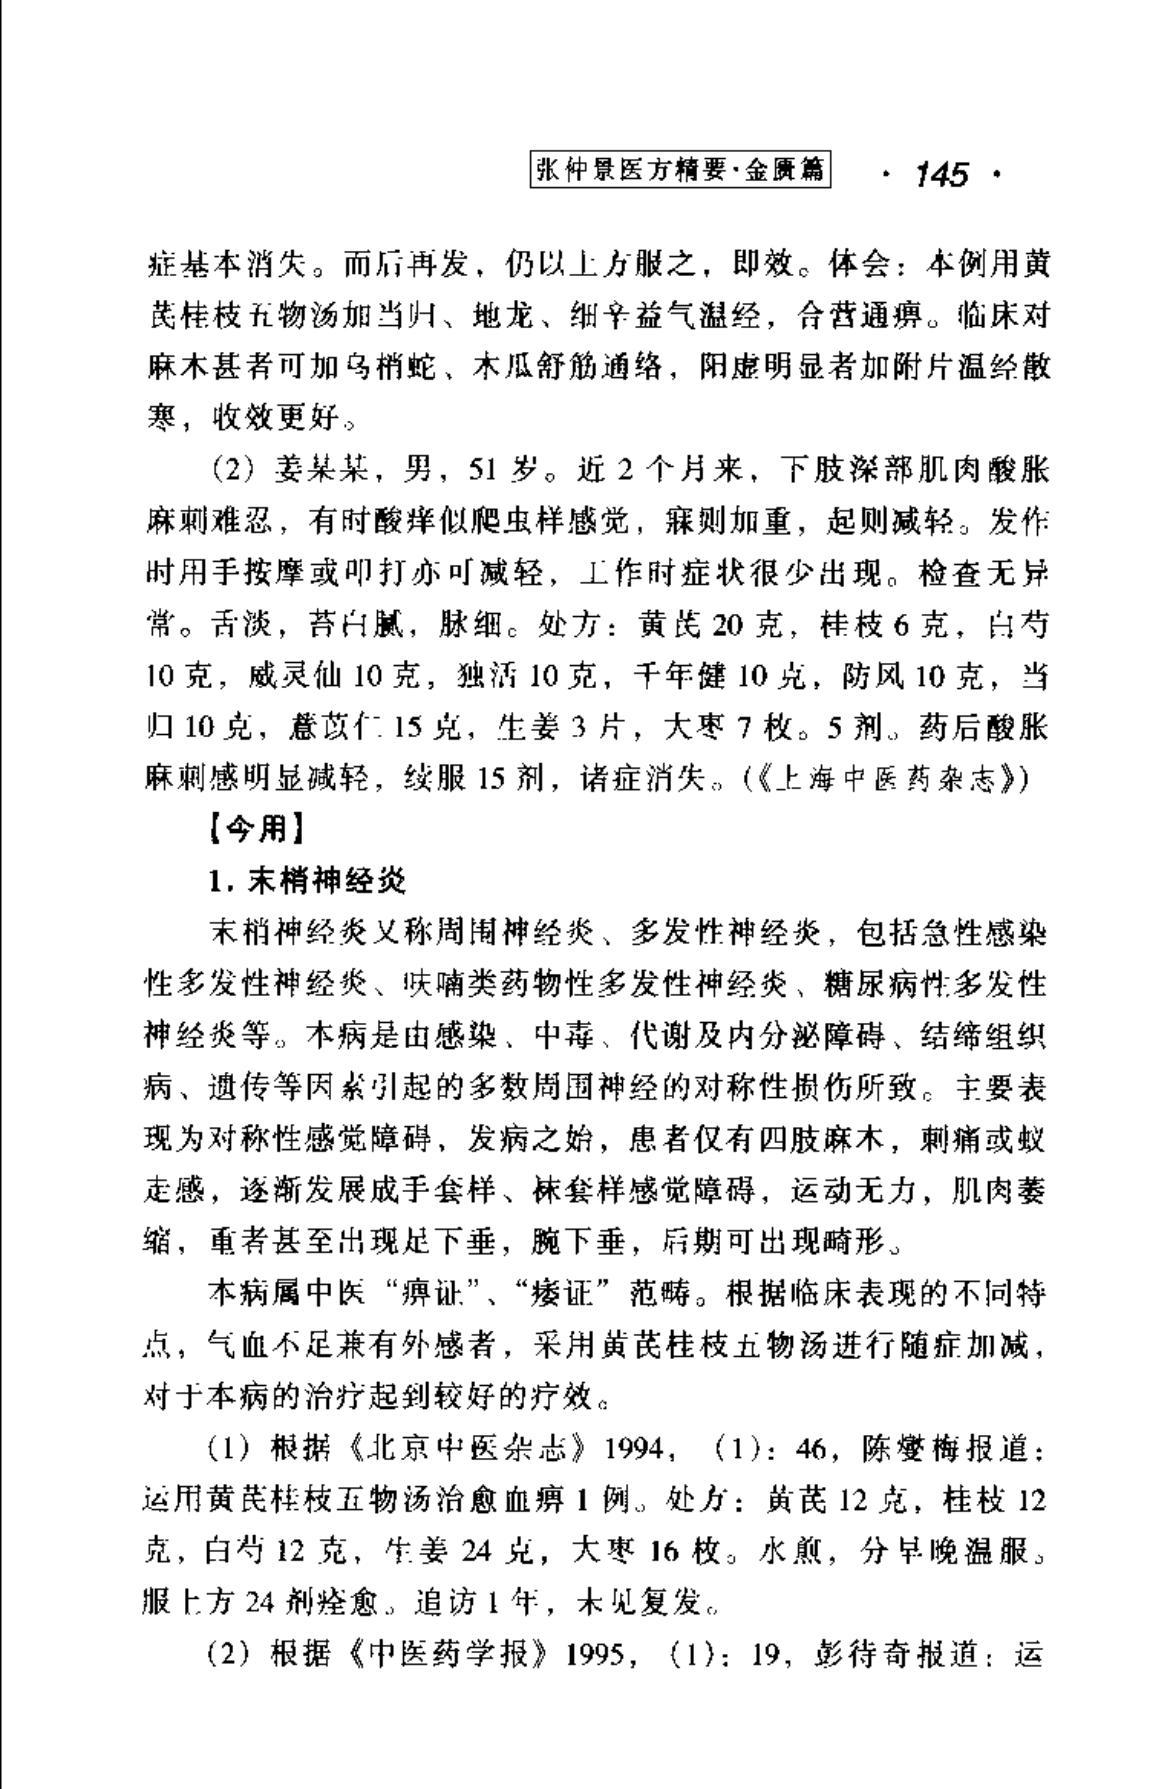 张仲景医方精要·金匮篇 · 145 ·
症基本消失。而后再发，仍以上方服之，即效。体会：本例用黄
芪桂枝五物汤加当归、地龙、细辛益气温经，合营通痹。临床对
麻木甚者可加乌梢蛇、木瓜舒筋通络，阳虚明显者加附片温经散
寒，收效更好。
（2）姜某某，男，51 岁。近 2 个月来，下肢深部肌肉酸胀
麻刺难忍，有时酸痒似爬虫样感觉，寐则加重，起则减轻。发作
时用手按摩或叩打亦可减轻，工作时症状很少出现。检查无异
常。舌淡，苔白腻，脉细。处方：黄芪 20 克，桂枝 6 克，白芍
10 克，威灵仙 10 克，独活 10 克，千年健 10 克，防风 10 克，当
归 10 克，薏苡仁 15 克，生姜 3 片，大枣 7 枚。5 剂。药后酸胀
麻刺感明显减轻，续服 15 剂，诸症消失。（《上海中医药杂志》）
【今用】
1. 末梢神经炎
末梢神经炎又称周围神经炎、多发性神经炎，包括急性感染
性多发性神经炎、呋喃类药物性多发性神经炎、糖尿病性多发性
神经炎等。本病是由感染、中毒、代谢及内分泌障碍、结缔组织
病、遗传等因素引起的多数周围神经的对称性损伤所致。主要表
现为对称性感觉障碍，发病之始，患者仅有四肢麻木，刺痛或蚁
走感，逐渐发展成手套样、袜套样感觉障碍，运动无力，肌肉萎
缩，重者甚至出现足下垂，腕下垂，后期可出现畸形。
本病属中医“痹证”、“痿证”范畴。根据临床表现的不同特
点，气血不足兼有外感者，采用黄芪桂枝五物汤进行随症加减，
对于本病的治疗起到较好的疗效。
（1）根据《北京中医杂志》1994，（1）：46，陈燮梅报道：
运用黄芪桂枝五物汤治愈血痹 1 例。处方：黄芪 12 克，桂枝 12
克，白芍 12 克，生姜 24 克，大枣 16 枚。水煎，分早晚温服。
服上方 24 剂痊愈。追访 1 年，未见复发。
（2）根据《中医药学报》1995，（1）：19，彭待奇报道：运